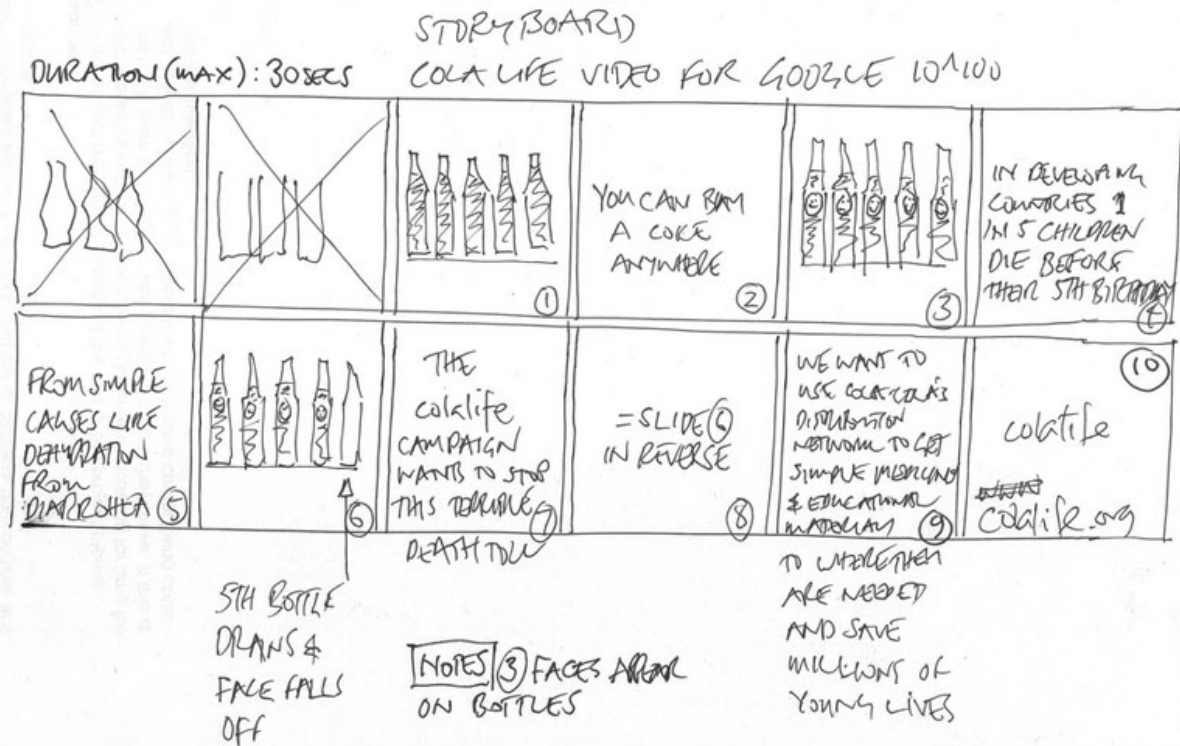 STORYBOARD
DURATION (MAX): 30 SECS
COLA LIFE VIDEO FOR GOOGLE 10^100
①
YOU CAN BUY
A COKE
ANYWHERE
②
③
IN DEVELOPING
COUNTRIES 1
IN 5 CHILDREN
DIE BEFORE
THEIR 5TH BIRTHDAY
④
FROM SIMPLE
CAUSES LIKE
DEHYDRATION
FROM
DIARROHEA ⑤
⑥
5TH BOTTLE
DRAINS &
FACE FALLS
OFF
THE
colalife
CAMPAIGN
WANTS TO STOP
THIS TERRIBLE ⑦
DEATH TOLL
= SLIDE ⑥
IN REVERSE
⑧
WE WANT TO
USE COLA-COLA'S
DISTRIBUTION
NETWORK TO GET
SIMPLE MEDICINE
& EDUCATIONAL
MATERIALS ⑨
TO WHERE THEY
ARE NEEDED
AND SAVE
MILLIONS OF
YOUNG LIVES
⑩
colalife
colalife.org
NOTES ③ FACES APPEAR
ON BOTTLES